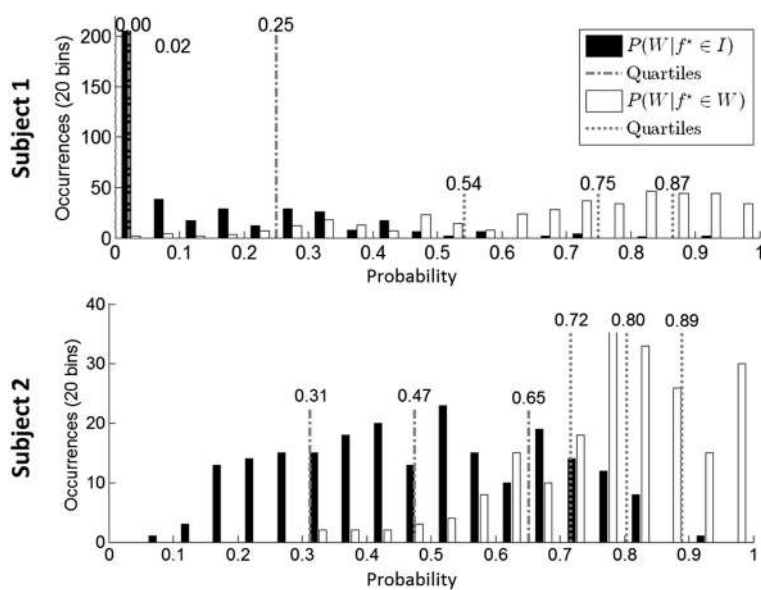 Subject 1
Occurrences (20 bins)
200
150
100
50
0
0.00
0.02
0.25
0.54
0.75
0.87
P(W|f* ∈ I)
Quartiles
P(W|f* ∈ W)
Quartiles
0 0.1 0.2 0.3 0.4 0.5 0.6 0.7 0.8 0.9 1
Probability
Subject 2
Occurrences (20 bins)
40
30
20
10
0
0.31
0.47
0.65
0.72
0.80
0.89
0 0.1 0.2 0.3 0.4 0.5 0.6 0.7 0.8 0.9 1
Probability